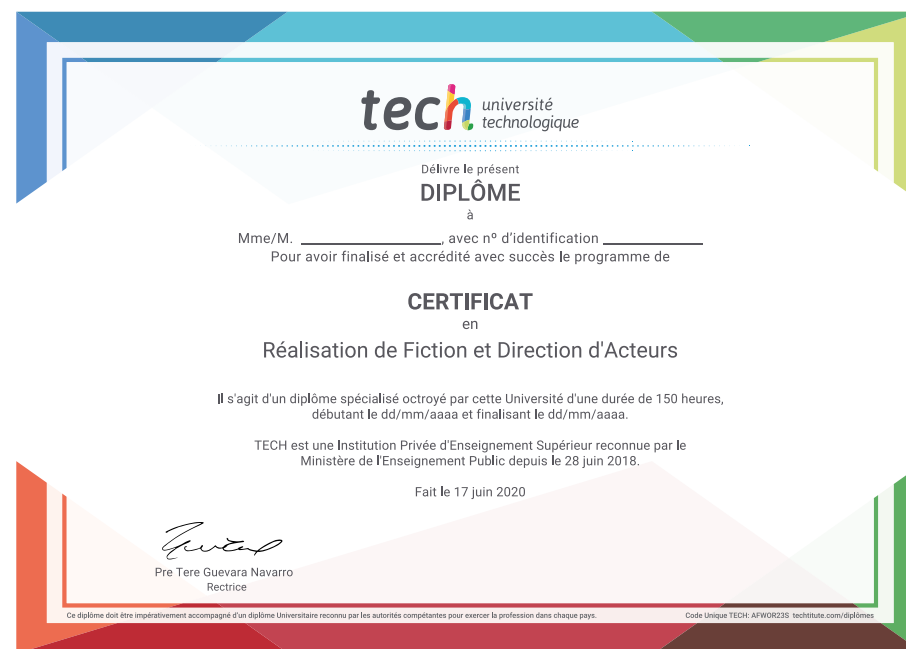 tech université
technologique
Délivre le présent
DIPLÔME
à
Mme/M. ____________________, avec nº d'identification ______________
Pour avoir finalisé et accrédité avec succès le programme de
CERTIFICAT
en
Réalisation de Fiction et Direction d'Acteurs
Il s'agit d'un diplôme spécialisé octroyé par cette Université d'une durée de 150 heures,
débutant le dd/mm/aaaa et finalisant le dd/mm/aaaa.
TECH est une Institution Privée d'Enseignement Supérieur reconnue par le
Ministère de l'Enseignement Public depuis le 28 juin 2018.
Fait le 17 juin 2020
Pre Tere Guevara Navarro
Rectrice
Ce diplôme doit être impérativement accompagné d'un diplôme Universitaire reconnu par les autorités compétantes pour exercer la profession dans chaque pays.
Code Unique TECH: AFWOR23S techtitute.com/diplômes